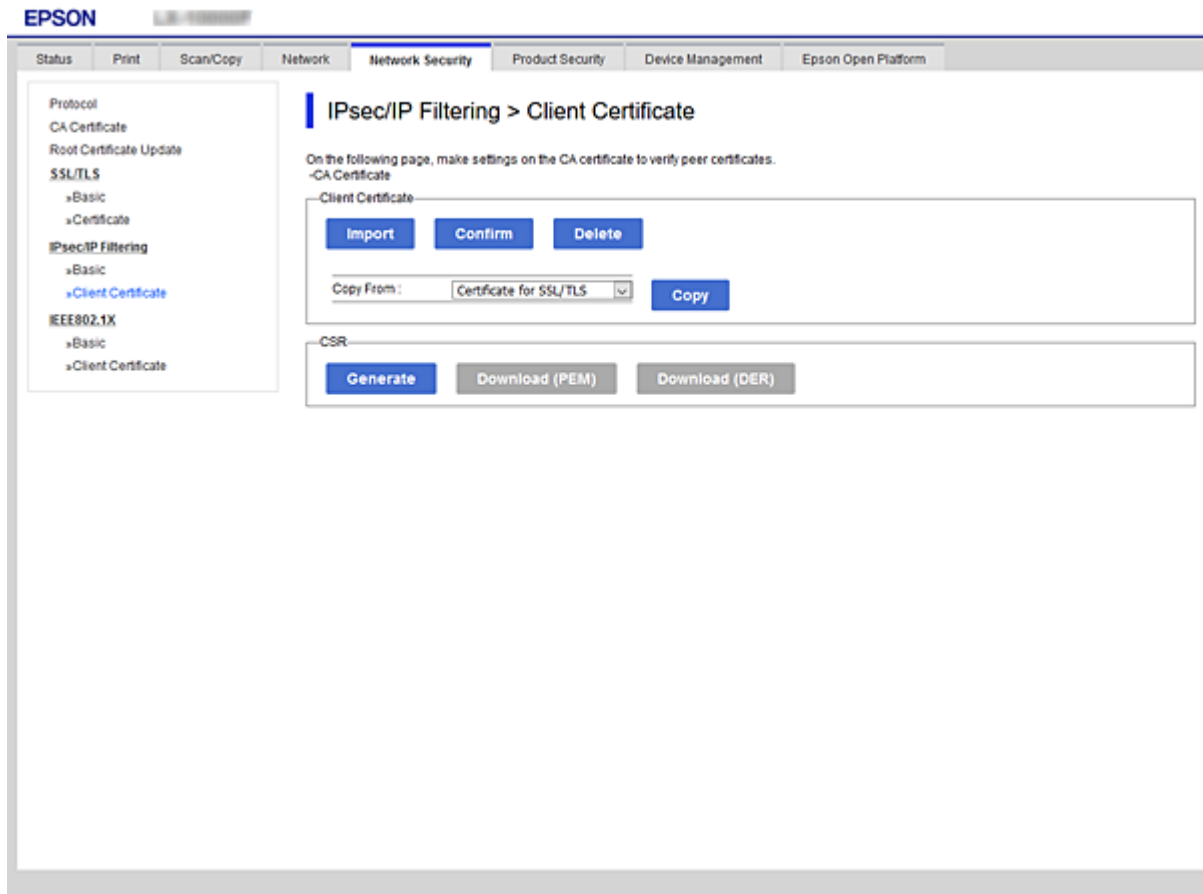 EPSON
Status Print Scan/Copy Network Network Security Product Security Device Management Epson Open Platform
Protocol
CA Certificate
Root Certificate Update
SSL/TLS
»Basic
»Certificate
IPsec/IP Filtering
»Basic
»Client Certificate
IEEE802.1X
»Basic
»Client Certificate
IPsec/IP Filtering > Client Certificate
On the following page, make settings on the CA certificate to verify peer certificates.
-CA Certificate
Client Certificate
Import Confirm Delete
Copy From : Certificate for SSL/TLS Copy
CSR
Generate Download (PEM) Download (DER)